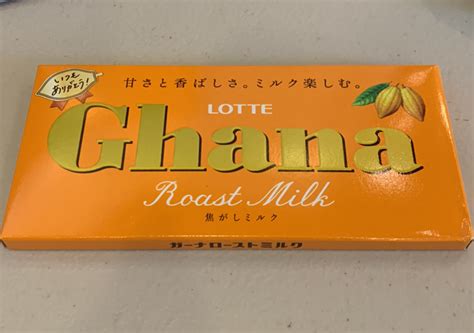 いつも
ありがとう!
甘さと香ばしさ。ミルク楽しむ。
LOTTE
Ghana
Roast Milk
焦がしミルク
ガーナローストミルク